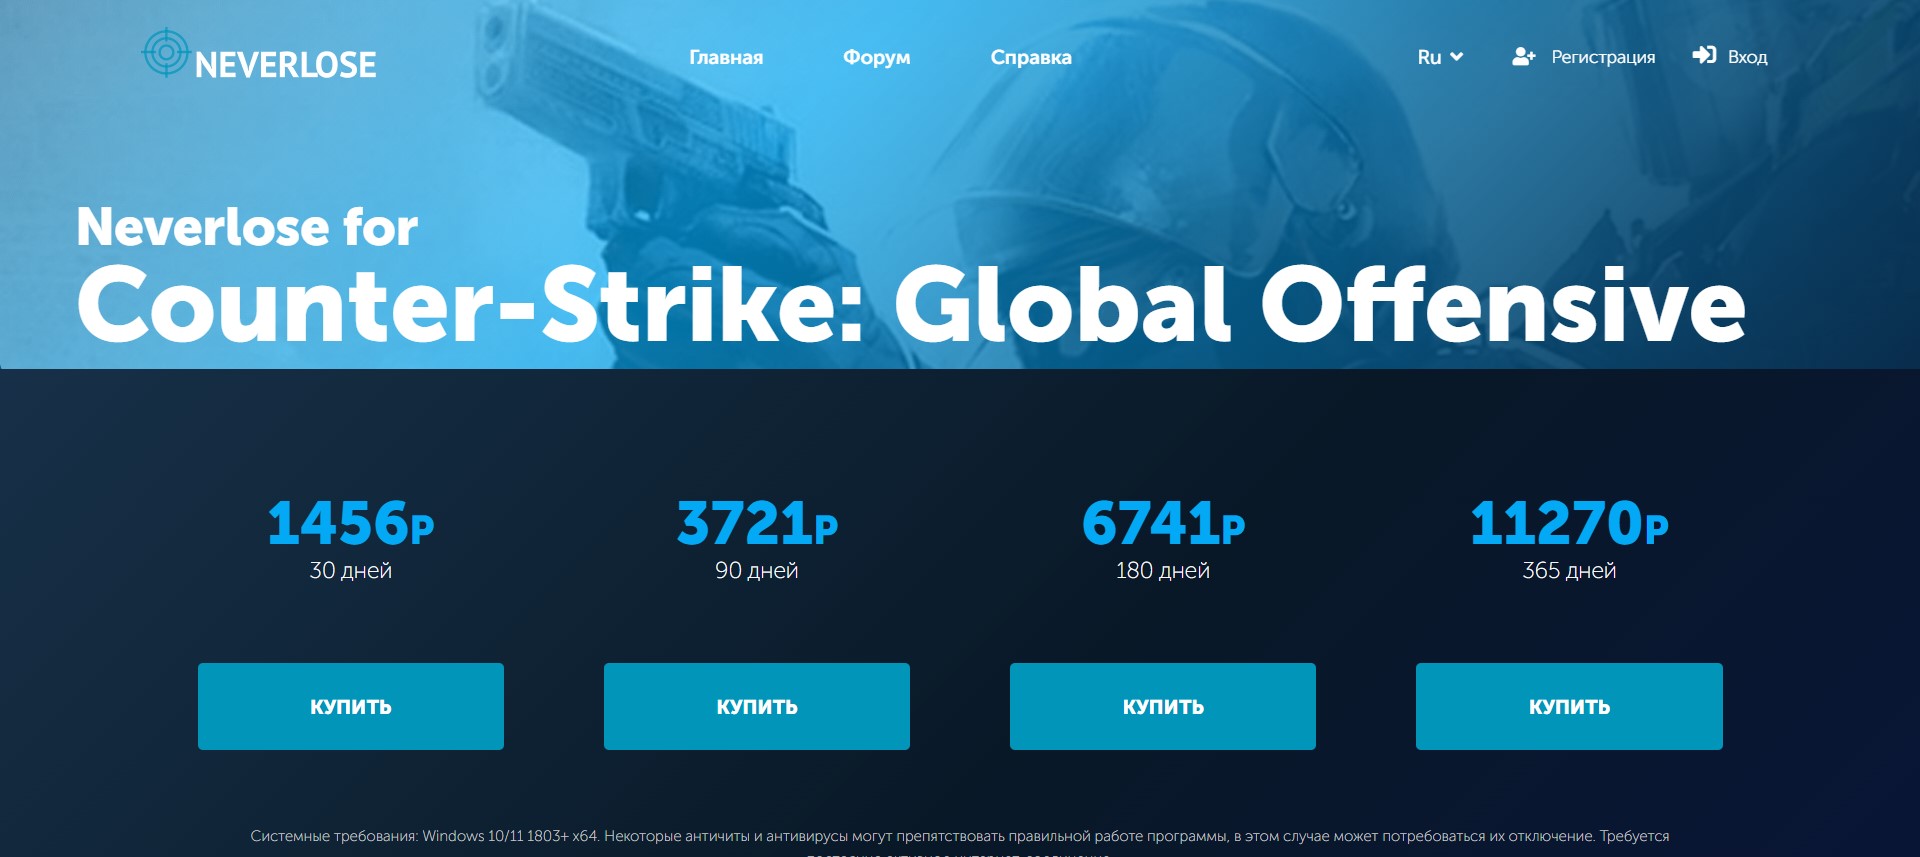 NEVERLOSE
Главная
Форум
Справка
Ru
Регистрация
Вход
Neverlose for
Counter-Strike: Global Offensive
1456Р
30 дней
КУПИТЬ
3721Р
90 дней
КУПИТЬ
6741Р
180 дней
КУПИТЬ
11270Р
365 дней
КУПИТЬ
Системные требования: Windows 10/11 1803+ x64. Некоторые античиты и антивирусы могут препятствовать правильной работе программы, в этом случае может потребоваться их отключение. Требуется